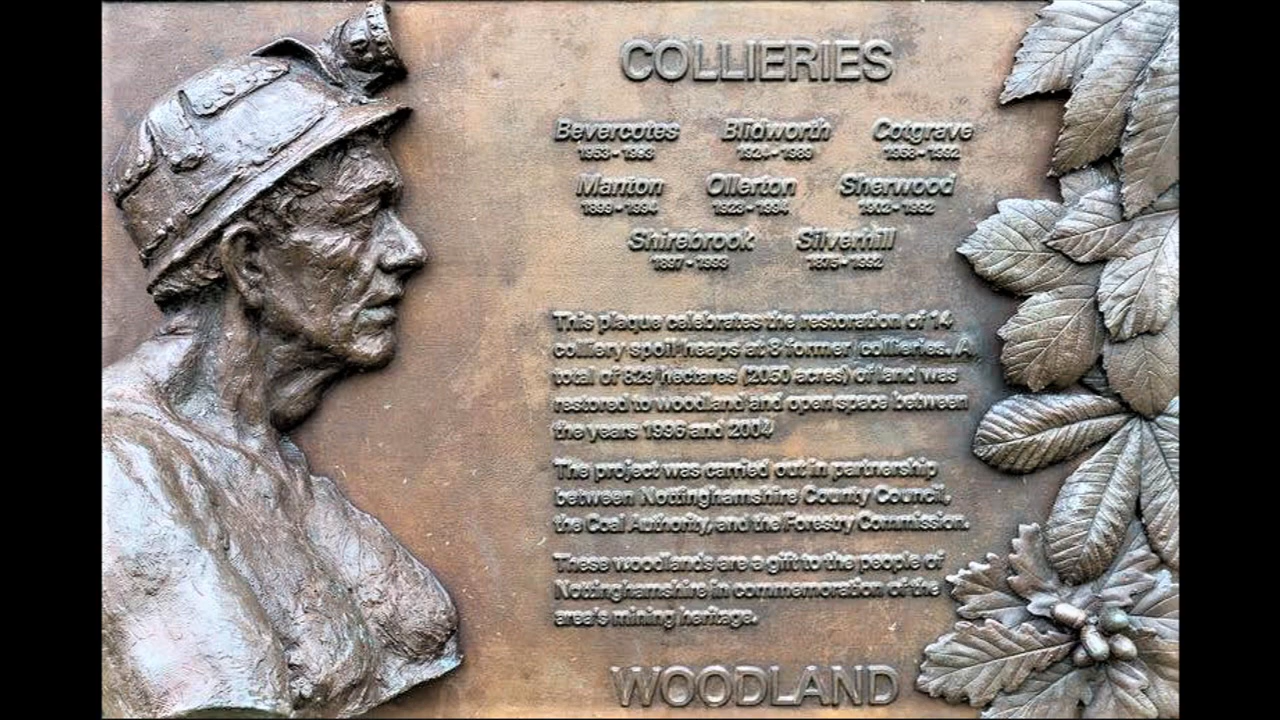 COLLIERIES
Bevercotes Blidworth Cotgrave
1953 - 1993 1924 - 1989 1958 - 1992
Manton Ollerton Sherwood
1899 - 1994 1923 - 1994 1902 - 1992
Shirebrook Silverhill
1897 - 1993 1875 - 1992
This plaque celebrates the restoration of 14
colliery spoil heaps at 8 former collieries. A
total of 829 hectares (2050 acres) of land was
restored to woodland and open space between
the years 1996 and 2004
The project was carried out in partnership
between Nottinghamshire County Council,
the Coal Authority, and the Forestry Commission.
These woodlands are a gift to the people of
Nottinghamshire in commemoration of the
area's mining heritage.
WOODLAND